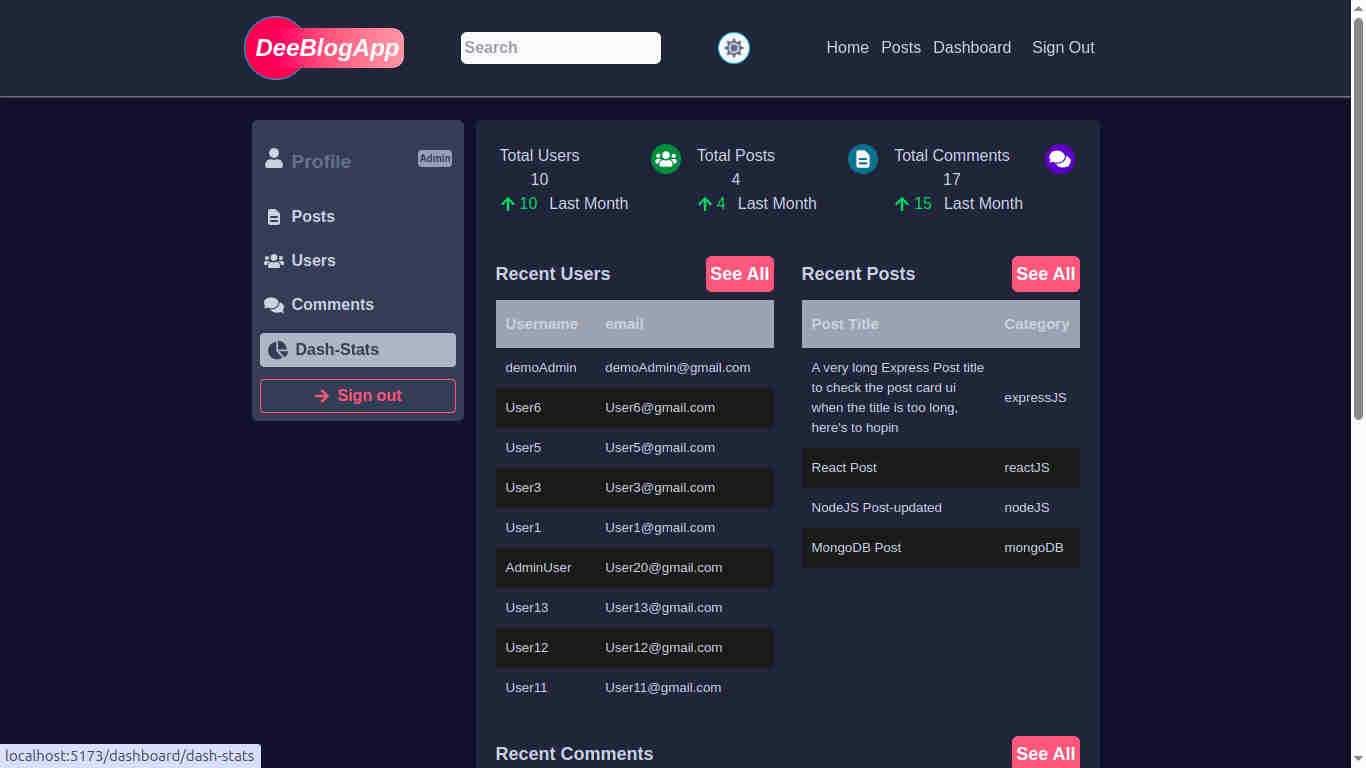 DeeBlogApp
Search
Home Posts Dashboard Sign Out
Profile Admin
Posts
Users
Comments
Dash-Stats
Sign out
Total Users
10
10 Last Month
Total Posts
4
4 Last Month
Total Comments
17
15 Last Month
Recent Users See All
Username email
demoAdmin demoAdmin@gmail.com
User6 User6@gmail.com
User5 User5@gmail.com
User3 User3@gmail.com
User1 User1@gmail.com
AdminUser User20@gmail.com
User13 User13@gmail.com
User12 User12@gmail.com
User11 User11@gmail.com
Recent Posts See All
Post Title Category
A very long Express Post title
to check the post card ui
when the title is too long,
here's to hopin
expressJS
React Post reactJS
NodeJS Post-updated nodeJS
MongoDB Post mongoDB
Recent Comments See All
localhost:5173/dashboard/dash-stats